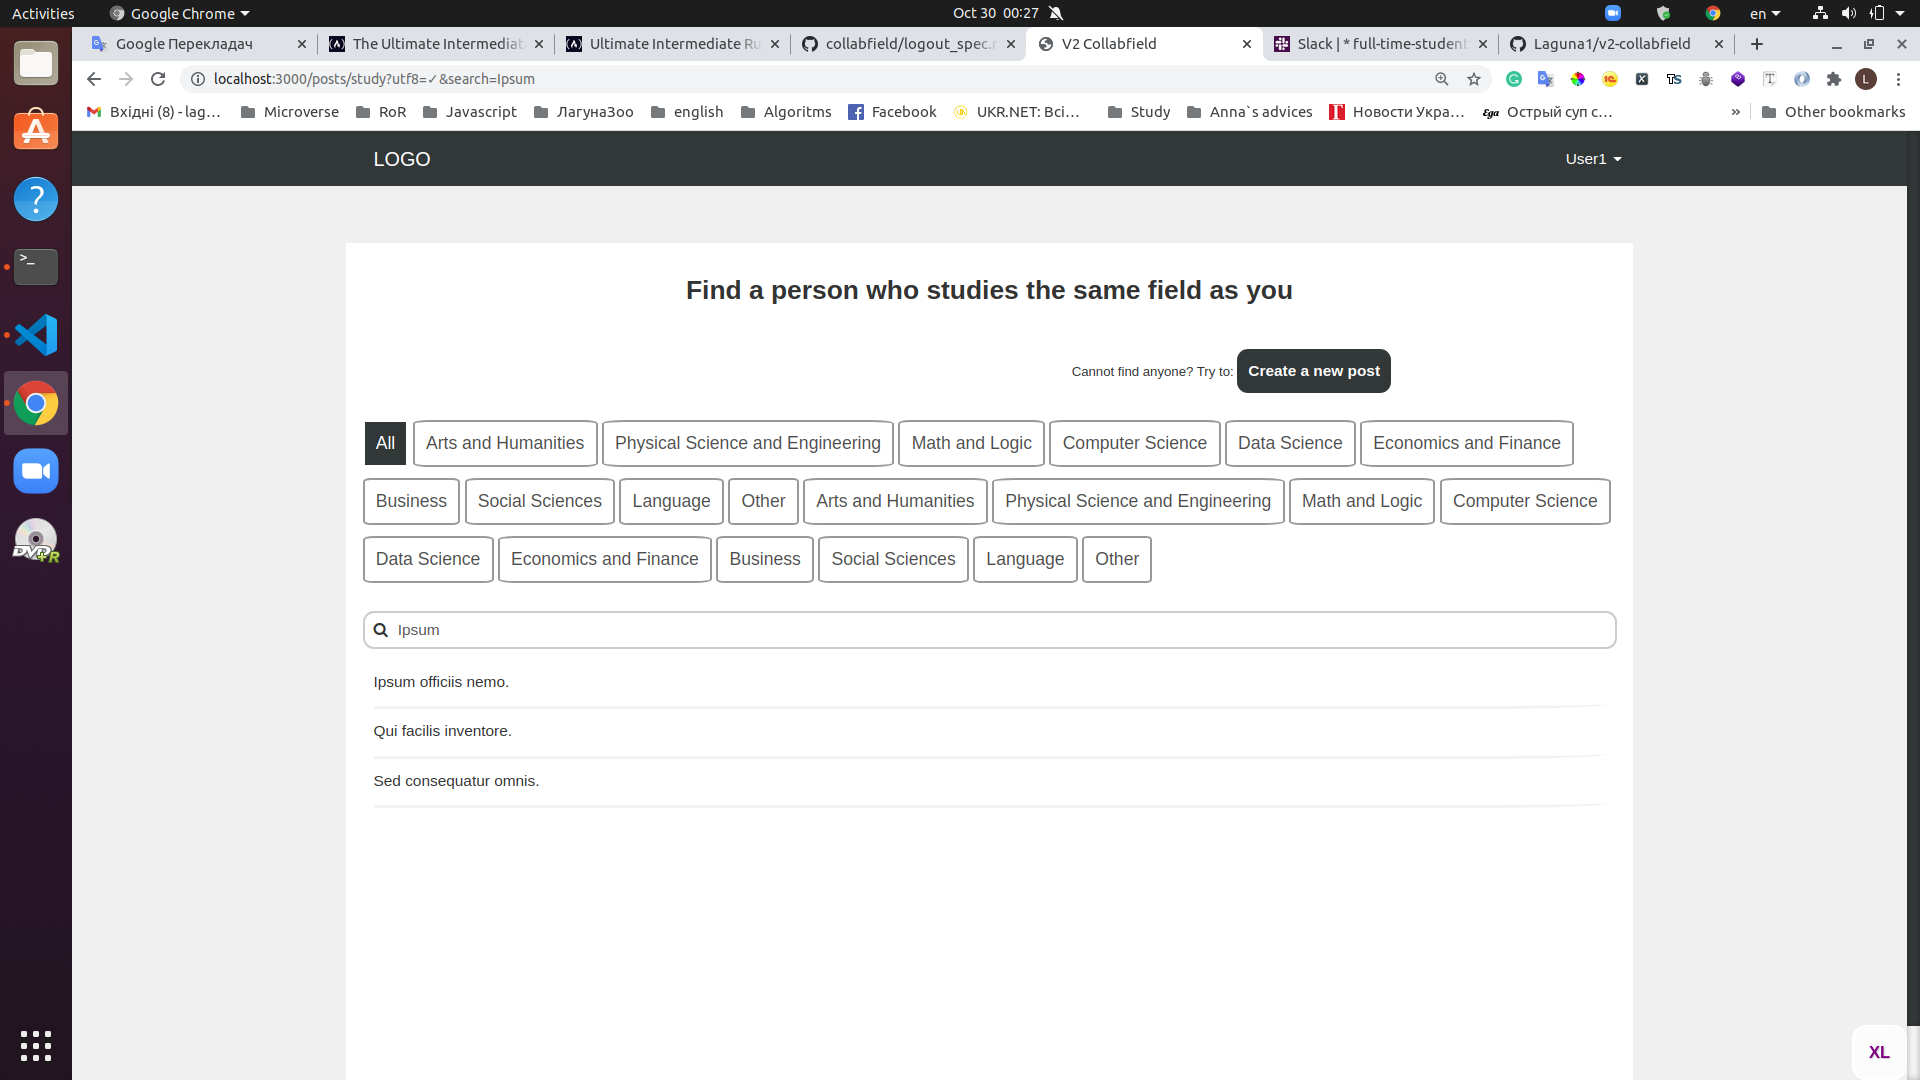 Activities
Google Chrome
Oct 30 00:27
en
Google Перекладач
The Ultimate Intermediat
Ultimate Intermediate Ru
collabfield/logout_spec.r
V2 Collabfield
Slack | * full-time-student
Laguna1/v2-collabfield
localhost:3000/posts/study?utf8=✓&search=Ipsum
L
Вхідні (8) - lag...
Microverse
RoR
Javascript
ЛагунаЗоо
english
Algoritms
Facebook
UKR.NET: Всі...
Study
Anna`s advices
Новости Укра...
Ega
Острый суп с...
»
Other bookmarks
LOGO
User1
Find a person who studies the same field as you
Cannot find anyone? Try to:
Create a new post
All
Arts and Humanities
Physical Science and Engineering
Math and Logic
Computer Science
Data Science
Economics and Finance
Business
Social Sciences
Language
Other
Arts and Humanities
Physical Science and Engineering
Math and Logic
Computer Science
Data Science
Economics and Finance
Business
Social Sciences
Language
Other
Ipsum
Ipsum officiis nemo.
Qui facilis inventore.
Sed consequatur omnis.
XL